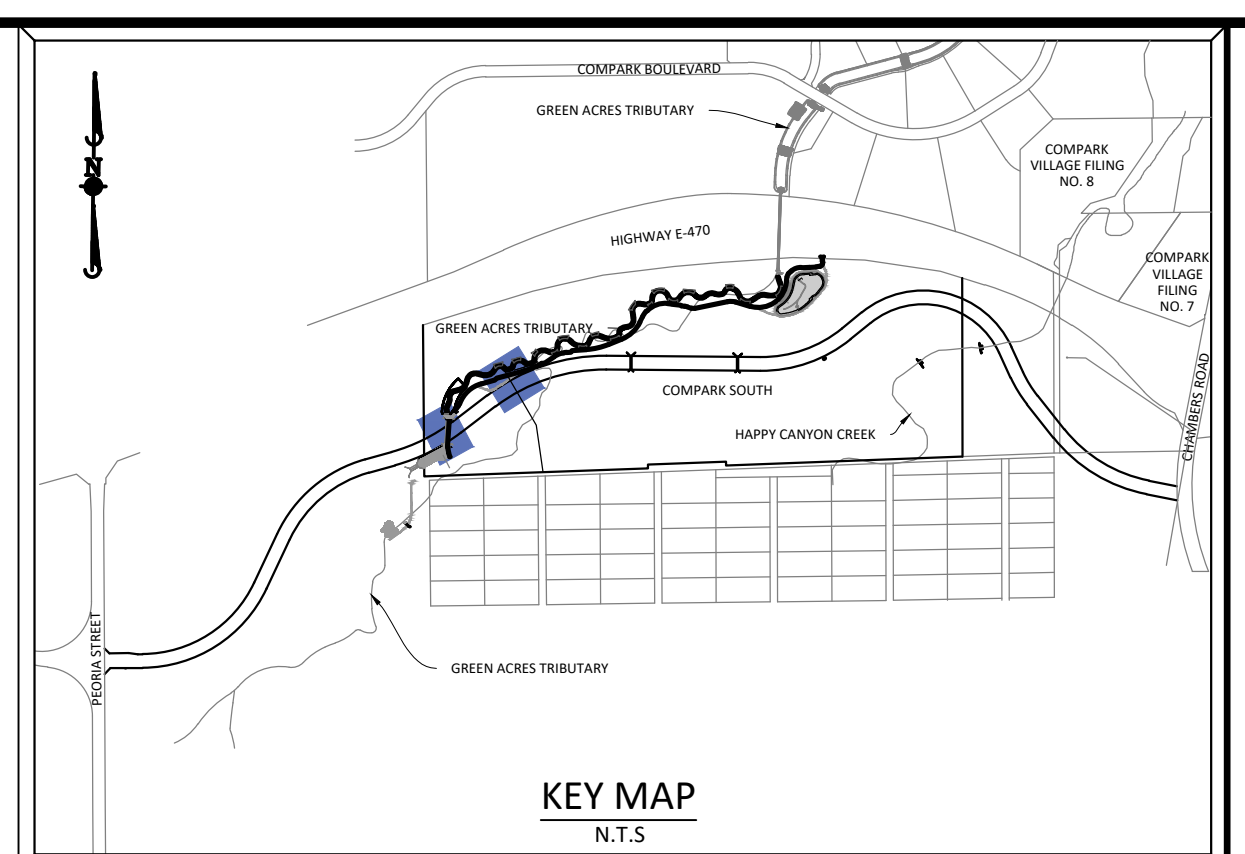 COMPARK BOULEVARD
GREEN ACRES TRIBUTARY
COMPARK
VILLAGE FILING
NO. 8
N
HIGHWAY E-470
COMPARK
VILLAGE
FILING
NO. 7
GREEN ACRES TRIBUTARY
COMPARK SOUTH
CHAMBERS ROAD
HAPPY CANYON CREEK
PEORIA STREET
GREEN ACRES TRIBUTARY
KEY MAP
N.T.S